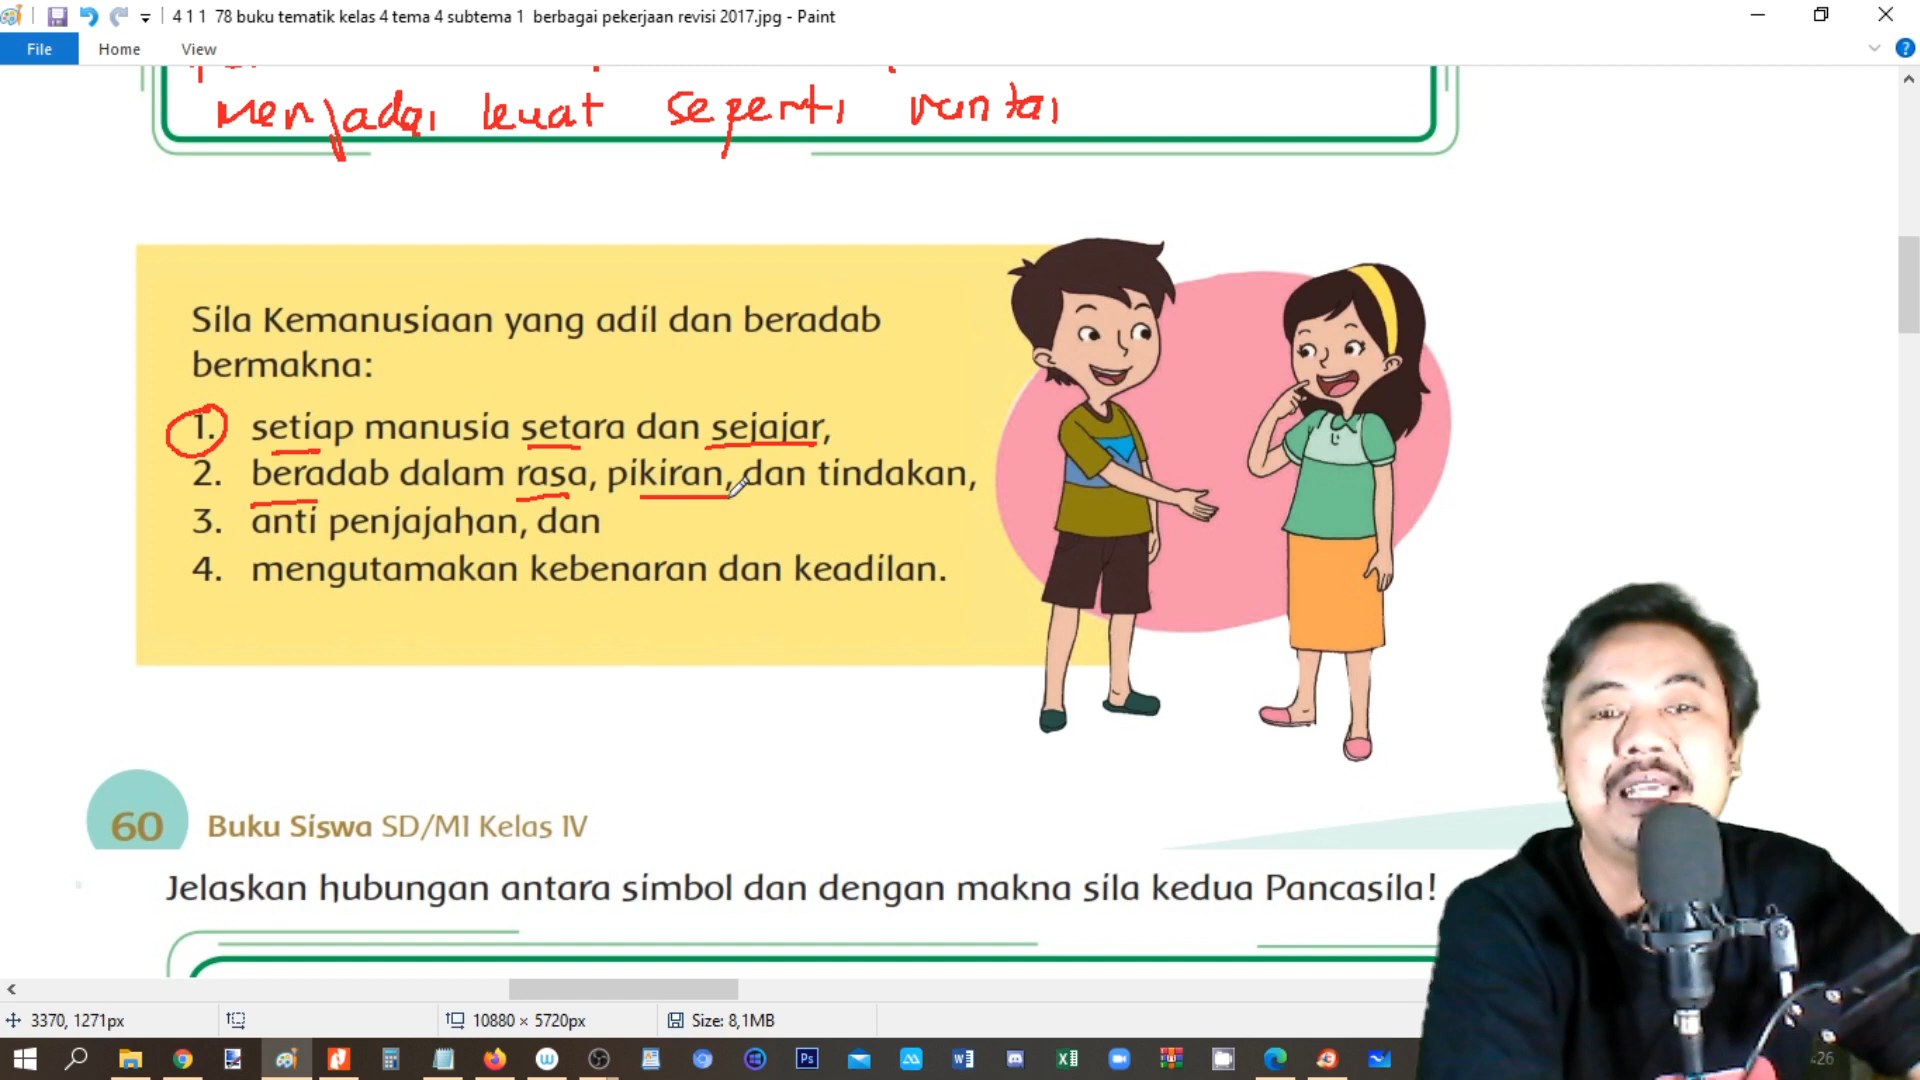 4 1 1 78 buku tematik kelas 4 tema 4 subtema 1 berbagai pekerjaan revisi 2017.jpg - Paint
File Home View
menjadi kuat seperti rantai
Sila Kemanusiaan yang adil dan beradab
bermakna:
1. setiap manusia setara dan sejajar,
2. beradab dalam rasa, pikiran, dan tindakan,
3. anti penjajahan, dan
4. mengutamakan kebenaran dan keadilan.
60 Buku Siswa SD/MI Kelas IV
Jelaskan hubungan antara simbol dan dengan makna sila kedua Pancasila!
3370, 1271px 10880 × 5720px Size: 8,1MB
Ps